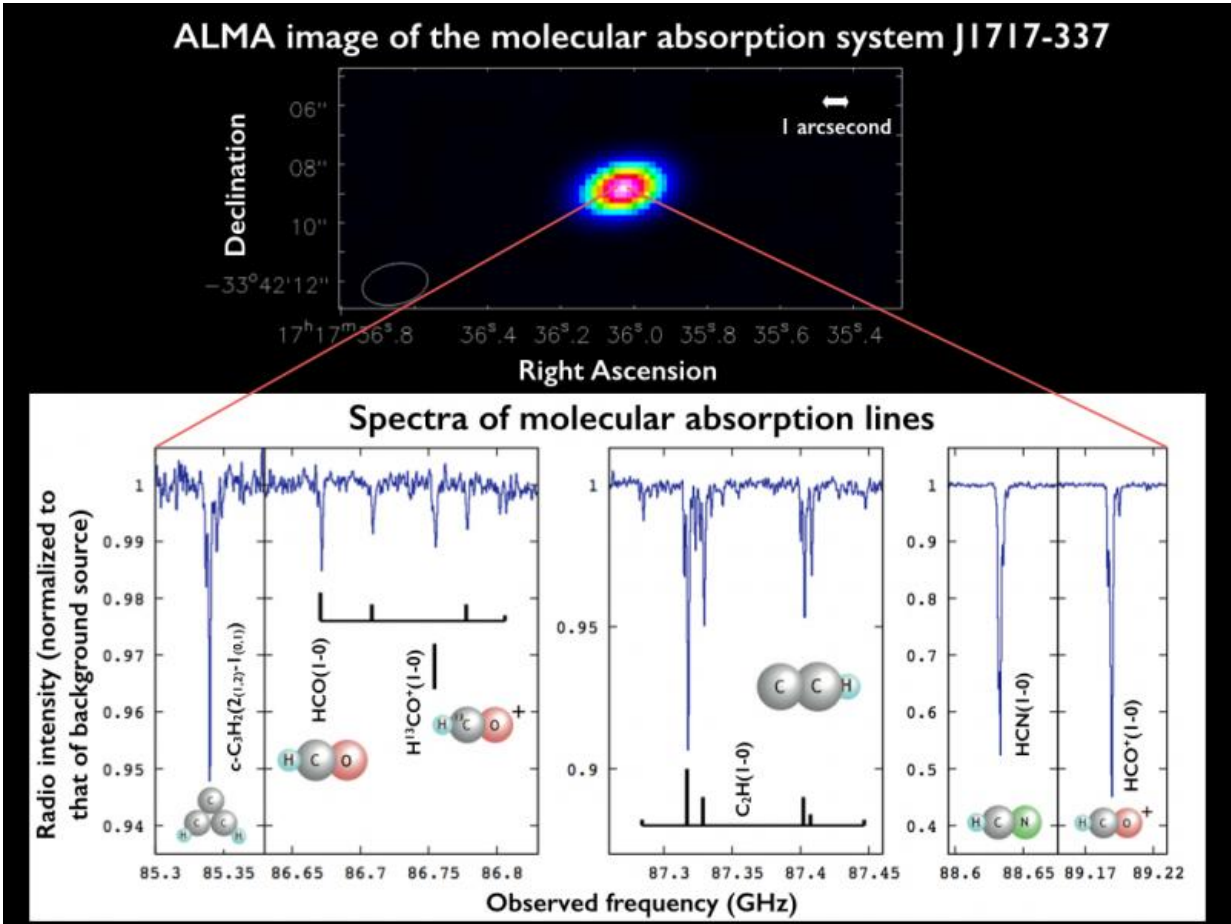 ALMA image of the molecular absorption system J1717-337
Declination
06"
08"
10"
−33°42'12"
1 arcsecond
17ʰ17ᵐ36ˢ.8 36ˢ.4 36ˢ.2 36ˢ.0 35ˢ.8 35ˢ.6 35ˢ.4
Right Ascension
Spectra of molecular absorption lines
Radio intensity (normalized to
that of background source)
1
0.99
0.98
0.97
0.96
0.95
0.94
c-C₃H₂(2₍₁,₂₎-1₍₀,₁₎)
C
C C
H H
HCO(1-0)
H C O
H¹³CO⁺(1-0)
H ¹³C O +
1
0.95
0.9
C C H
C₂H(1-0)
1
0.9
0.8
0.7
0.6
0.5
0.4
HCN(1-0)
H C N
HCO⁺(1-0)
H C O +
85.3 85.35 86.65 86.7 86.75 86.8 87.3 87.35 87.4 87.45 88.6 88.65 89.17 89.22
Observed frequency (GHz)